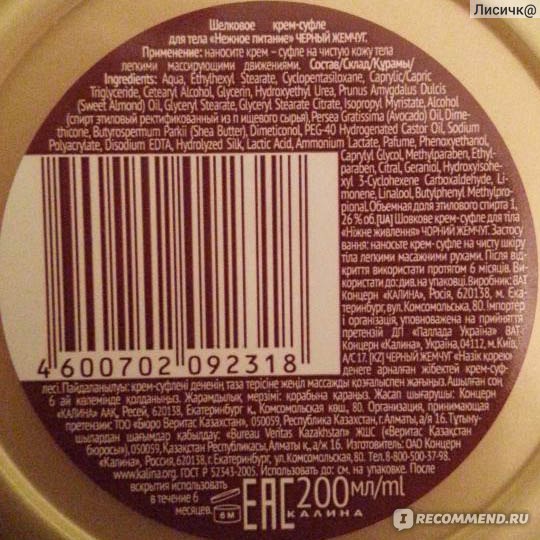 Лисичк@
Шелковое крем-суфле
для тела «Нежное питание» ЧЕРНЫЙ ЖЕМЧУГ.
Применение: наносите крем – суфле на чистую кожу тела
легкими массирующими движениями. Состав/Склад/Құрамы/
Ingredients: Aqua, Ethylhexyl Stearate, Cyclopentasiloxane, Caprylic/Capric
Triglyceride, Cetearyl Alcohol, Glycerin, Hydroxyethyl Urea, Prunus Amygdalus Dulcis
(Sweet Almond) Oil, Glyceryl Stearate, Glyceryl Stearate Citrate, Isopropyl Myristate, Alcohol
(спирт этиловый ректификованный из пищевого сырья), Persea Gratissima (Avocado) Oil, Dime-
thicone, Butyrospermum Parkii (Shea Butter), Dimeticonol, PEG-40 Hydrogenated Castor Oil, Sodium
Polyacrylate, Disodium EDTA, Hydrolyzed Silk, Lactic Acid, Ammonium Lactate, Pafume, Phenoxyethanol,
Caprylyl Glycol, Methylparaben, Ethyl-
paraben, Citral, Geraniol, Hydroxyisohe-
xyl 3-Cyclohexene Carboxaldehyde, Li-
monene, Linalool, Butylphenyl Methylpro-
pional. Объемная доля этилового спирта 1,
26 % об. [UA] Шовкове крем-суфле для тіла
«Ніжне живлення» ЧОРНИЙ ЖЕМЧУГ. Застосу-
вання: наносьте крем-суфле на чисту шкіру
тіла легкими масажними рухами. Після від-
криття використати протягом 6 місяців. Ви-
користати до: див. на упаковці. Виробник: ВАТ
Концерн «КАЛИНА», Росія, 620138, м. Ека-
теринбург, вул. Комсомольська, 80. Імпортер і
організація, уповноважена на прийняття
претензій ДП «Паллада Україна» ВАТ
Концерн «Калина», Україна, 04112, м. Київ,
А/С 17. [KZ] ЧЕРНЫЙ ЖЕМЧУГ «Нәзік қорек»
денеге арналған жібектей крем-суф-
4 600702 092318
лесі. Пайдаланылуы: крем-суфлені дененің таза терісіне жеңіл массажды қозғалыспен жағыңыз. Ашылған соң
6 ай көлемінде қолданыңыз. Жарамдылық мерзімі: қорабына қараңыз. Жасап шығарушы: Концерн
«КАЛИНА» ААҚ, Ресей, 620138, Екатеринбург қ., Комсомольская көш., 80. Организация, принимающая
претензии: ТОО «Бюро Веритас Казахстан», 050059, Республика Казахстан, г.Алматы, а/я 16. Тұтыну-
шылардан шағымдар қабылдау: «Bureau Veritas Kazakhstan» ЖШС («Веритас Казахстан
бюросы»), 050059, Қазақстан Республикасы, Алматы қ., а/я 16. Изготовитель: ОАО Концерн
«Калина», Россия, 620138, г. Екатеринбург, ул. Комсомольская, 80. Тел. 8-800-500-37-98.
www.kalina.org. ГОСТ Р 52343-2005. Использовать до: см. на упаковке. После
вскрытия использовать
в течение 6
месяцев.
6 М
EAC
200 мл/ml
КАЛИНА
IRECOMMEND.RU